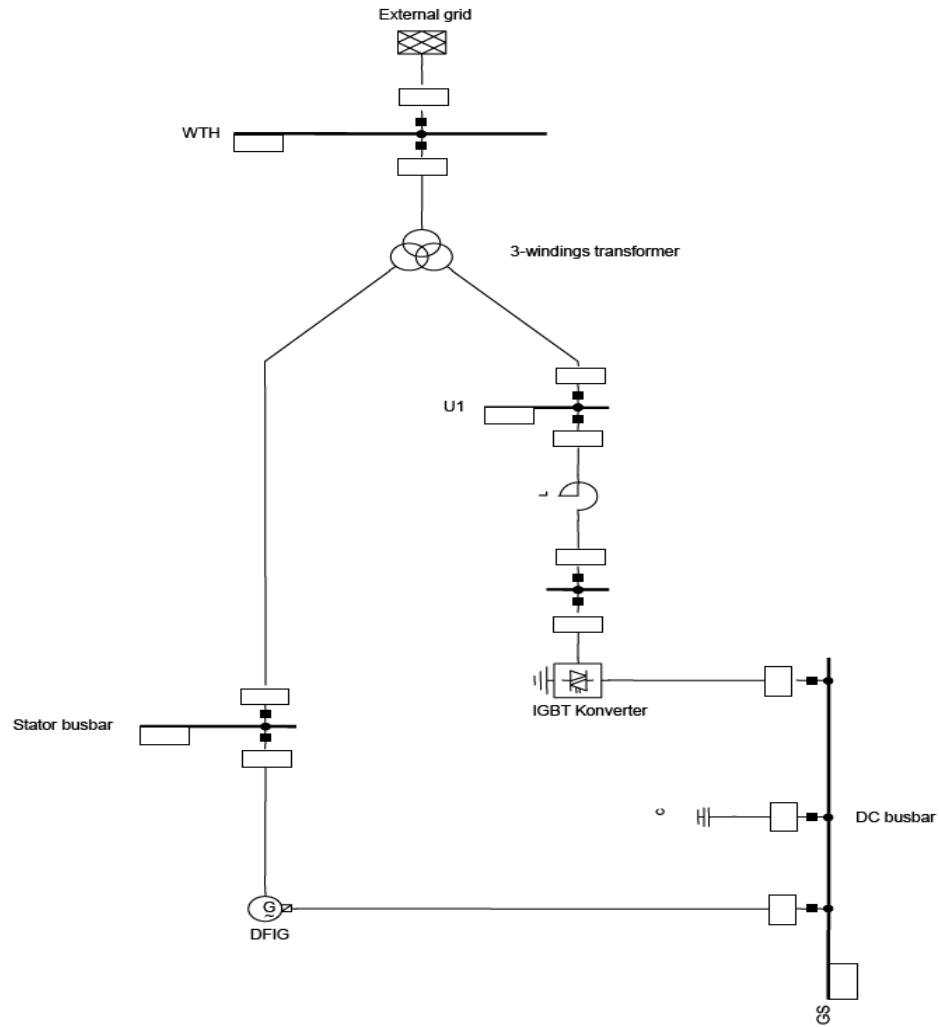 External grid
WTH
3-windings transformer
U1
L
IGBT Konverter
Stator busbar
C
DC busbar
G
~
DFIG
GS